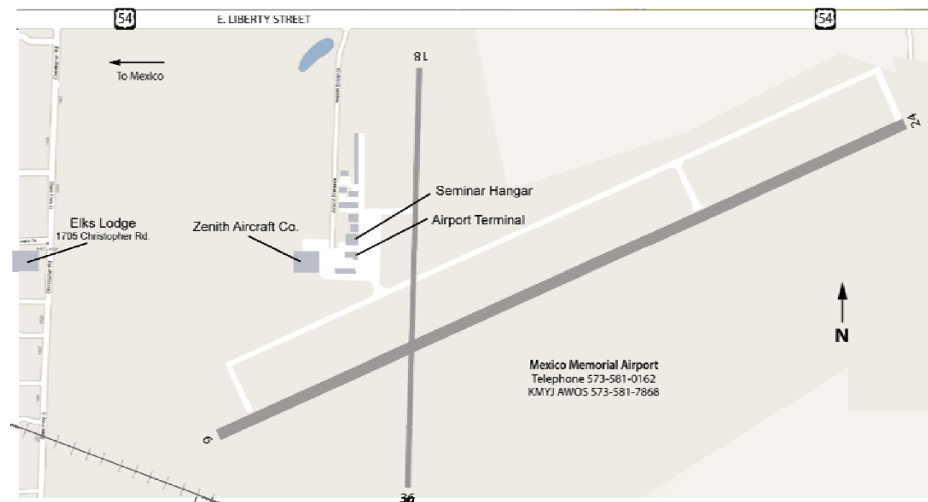 54
E. LIBERTY STREET
54
To Mexico
18
24
Seminar Hangar
Airport Terminal
Zenith Aircraft Co.
Elks Lodge
1705 Christopher Rd.
N
Mexico Memorial Airport
Telephone 573-581-0162
KMYJ AWOS 573-581-7868
6
36